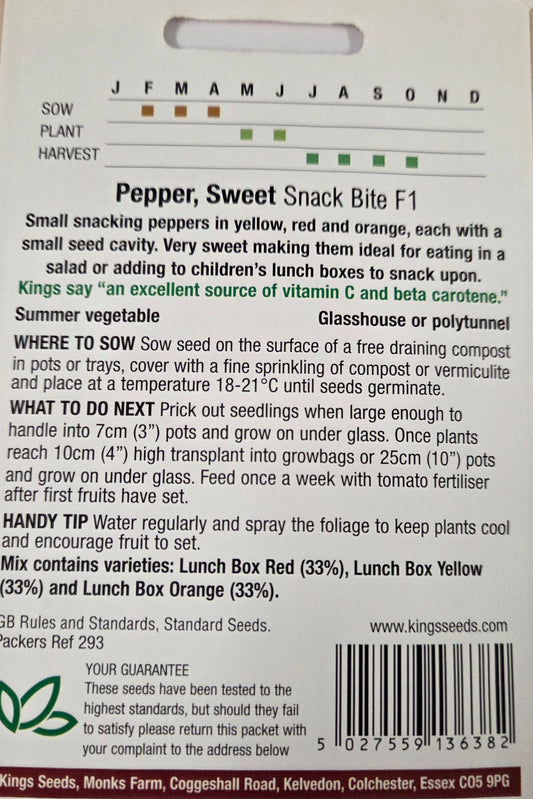 J F M A M J J A S O N D
SOW
PLANT
HARVEST
Pepper, Sweet Snack Bite F1
Small snacking peppers in yellow, red and orange, each with a
small seed cavity. Very sweet making them ideal for eating in a
salad or adding to children's lunch boxes to snack upon.
Kings say "an excellent source of vitamin C and beta carotene."
Summer vegetable Glasshouse or polytunnel
WHERE TO SOW Sow seed on the surface of a free draining compost
in pots or trays, cover with a fine sprinkling of compost or vermiculite
and place at a temperature 18-21°C until seeds germinate.
WHAT TO DO NEXT Prick out seedlings when large enough to
handle into 7cm (3") pots and grow on under glass. Once plants
reach 10cm (4") high transplant into growbags or 25cm (10") pots
and grow on under glass. Feed once a week with tomato fertiliser
after first fruits have set.
HANDY TIP Water regularly and spray the foliage to keep plants cool
and encourage fruit to set.
Mix contains varieties: Lunch Box Red (33%), Lunch Box Yellow
(33%) and Lunch Box Orange (33%).
GB Rules and Standards, Standard Seeds. www.kingsseeds.com
Packers Ref 293
YOUR GUARANTEE
These seeds have been tested to the
highest standards, but should they fail
to satisfy please return this packet with
your complaint to the address below
5 027559 136382
Kings Seeds, Monks Farm, Coggeshall Road, Kelvedon, Colchester, Essex CO5 9PG